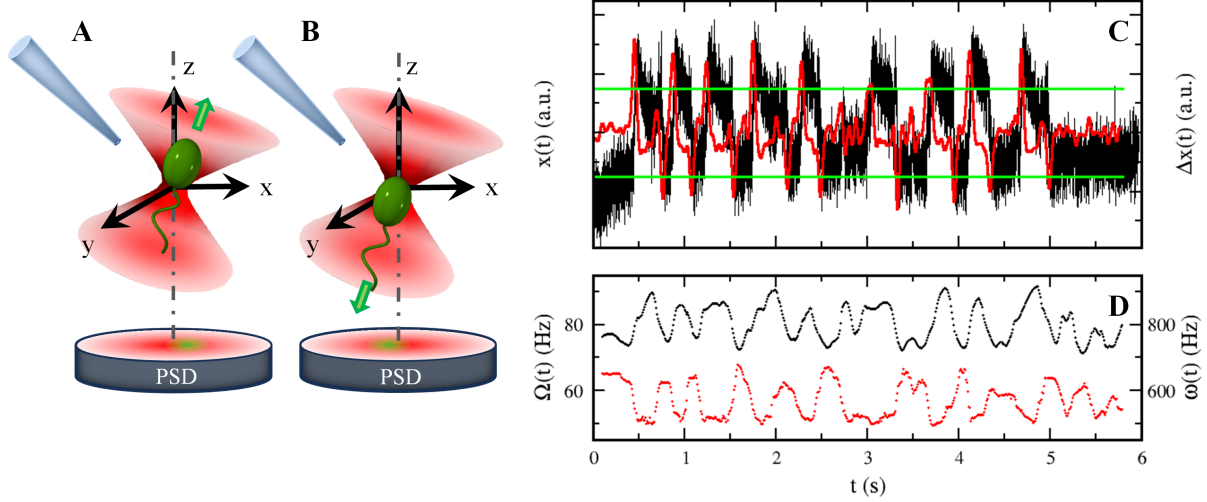 A
B
z
x
y
PSD
z
x
y
PSD
C
x(t) (a.u.)
Δx(t) (a.u.)
D
80
60
Ω(t) (Hz)
800
600
ω(t) (Hz)
0 1 2 3 4 5 6
t (s)